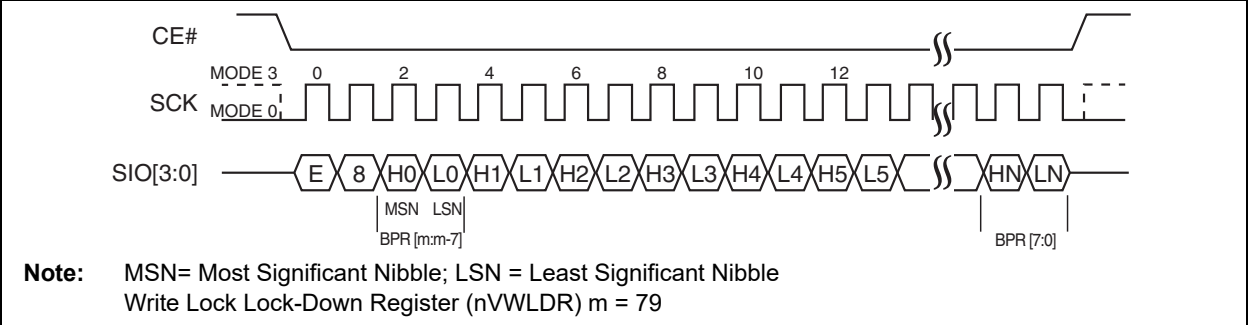 CE#
MODE 3 0 2 4 6 8 10 12
SCK MODE 0
SIO[3:0] E 8 H0 L0 H1 L1 H2 L2 H3 L3 H4 L4 H5 L5 HN LN
MSN LSN
BPR [m:m-7] BPR [7:0]
Note: MSN= Most Significant Nibble; LSN = Least Significant Nibble
Write Lock Lock-Down Register (nVWLDR) m = 79